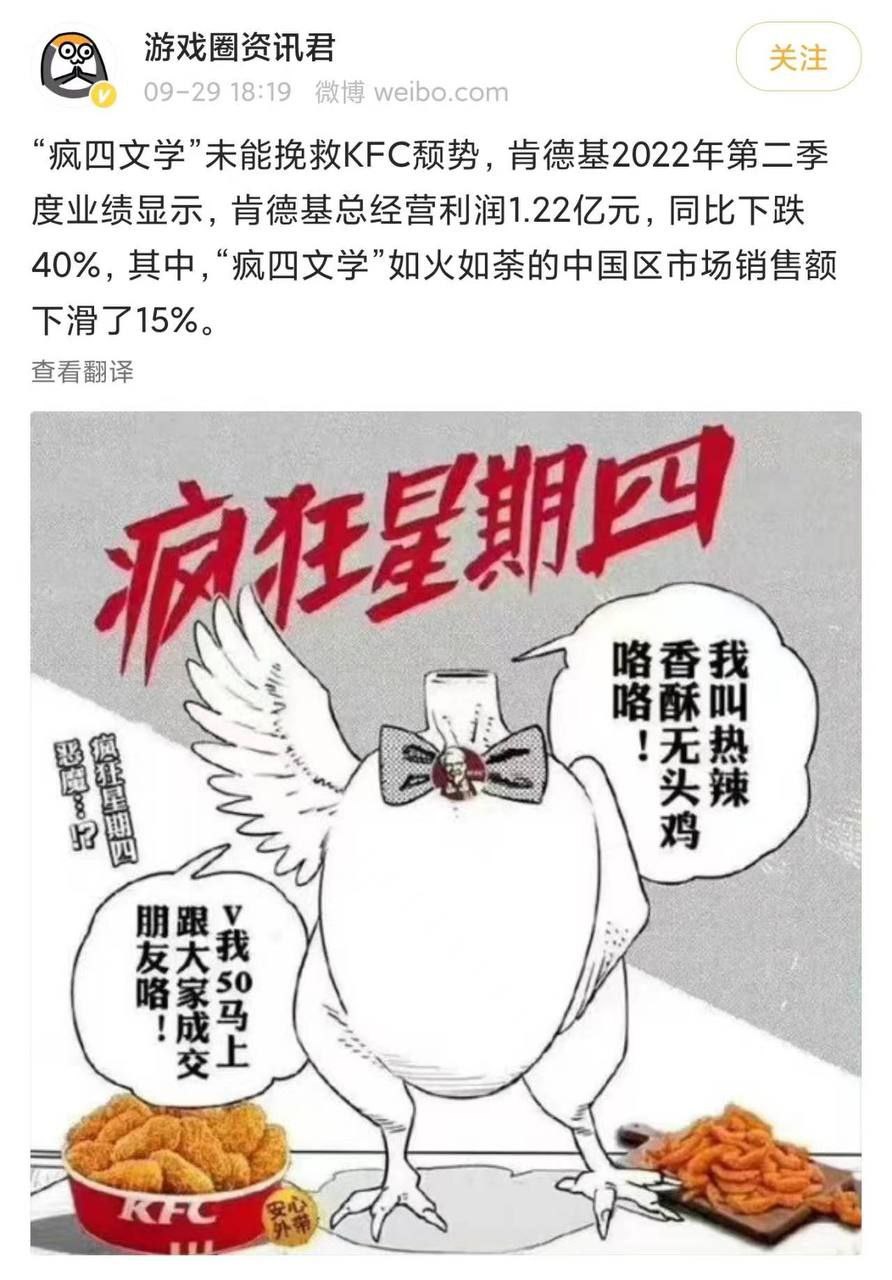 游戏圈资讯君
关注
09-29 18:19 微博 weibo.com
“疯四文学”未能挽救KFC颓势，肯德基2022年第二季
度业绩显示，肯德基总经营利润1.22亿元，同比下跌
40%，其中，“疯四文学”如火如荼的中国区市场销售额
下滑了15%。
查看翻译
疯狂星期四
我叫热辣
香酥无头鸡
咯咯！
疯狂星期四
恶魔…!?
V我50马上
跟大家成交
朋友咯！
KFC
安心
外带